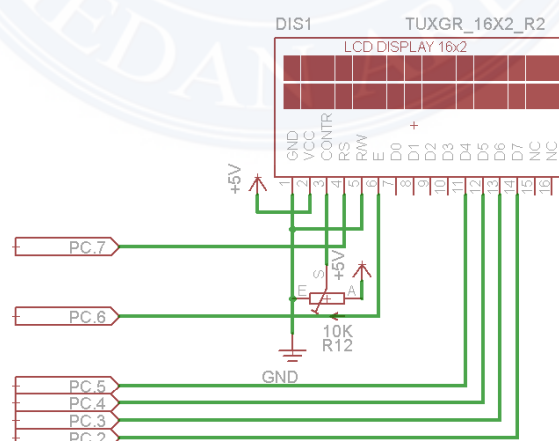 DIS1 TUXGR_16X2_R2
LCD DISPLAY 16x2
GND VCC CONTR RS R/W E D0 D1 D2 D3 D4 D5 D6 D7 NC NC
1 2 3 4 5 6 7 8 9 10 11 12 13 14 15 16
+5V
PC.7
+5V
S
E A
PC.6
10K
R12
GND
PC.5
PC.4
PC.3
PC.2
EDAN AR